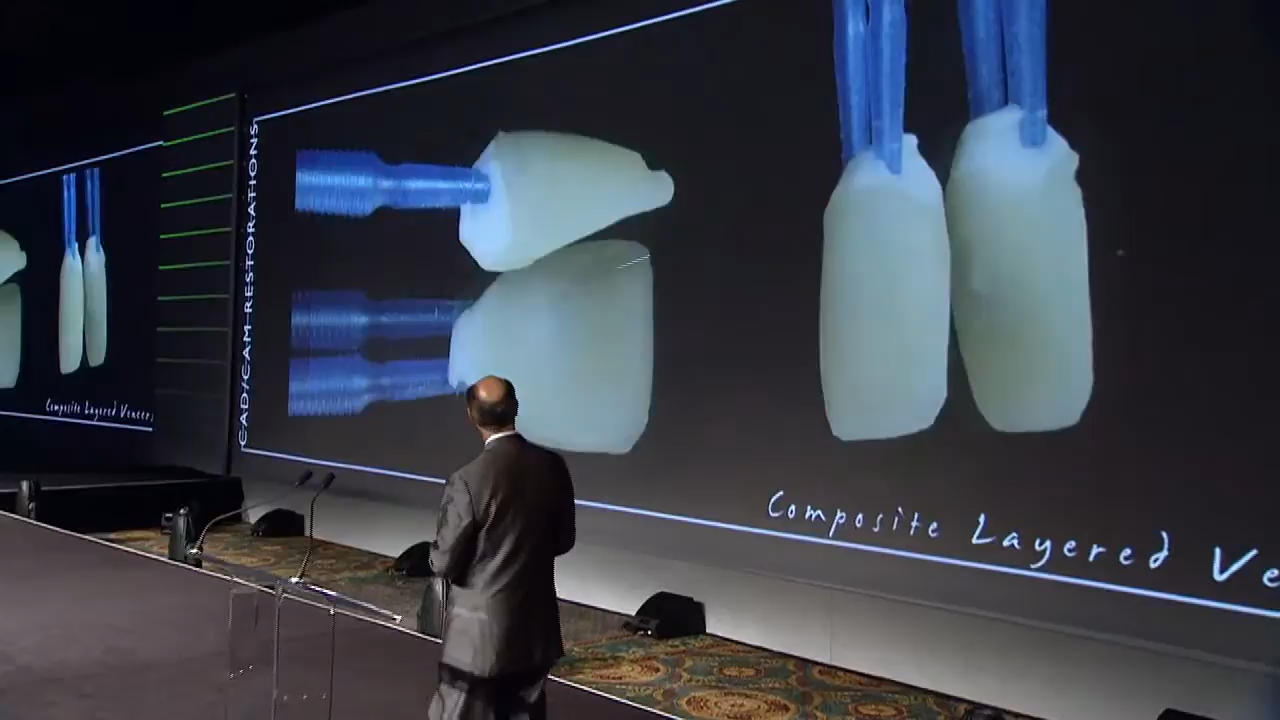 Composite Layered Veneers
CAD/CAM RESTORATIONS
Composite Layered Ve